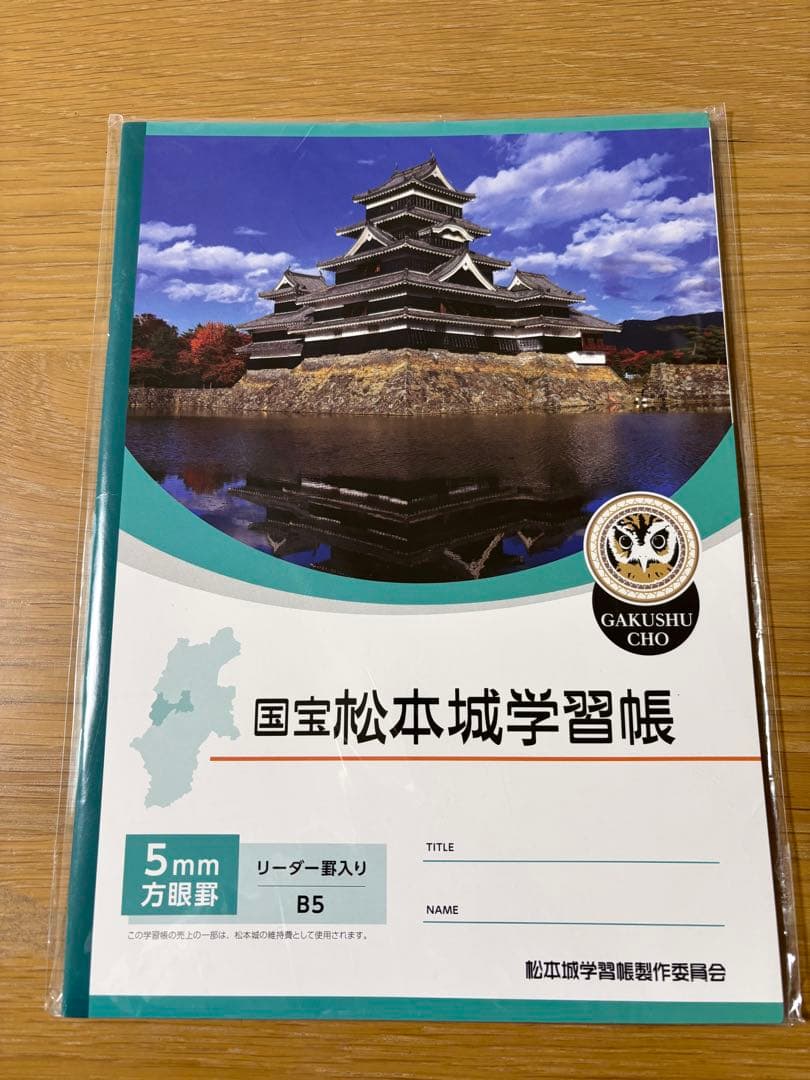 GAKUSHU
CHO
国宝松本城学習帳
5mm
方眼罫
リーダー罫入り
B5
TITLE
NAME
この学習帳の売上の一部は、松本城の維持費として使用されます。
松本城学習帳製作委員会